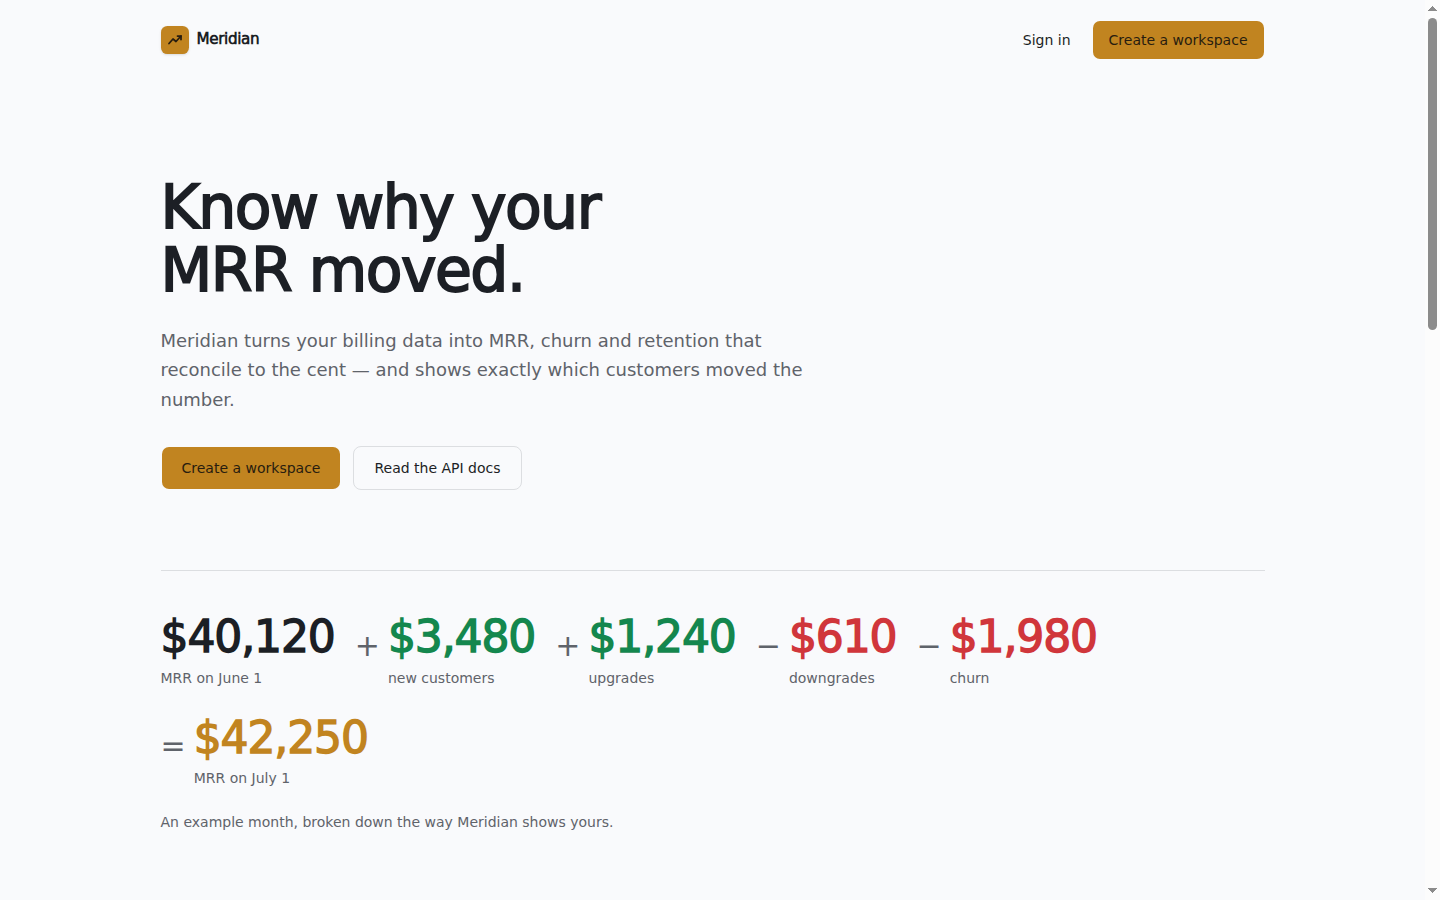 Meridian
Sign in
Create a workspace
Know why your
MRR moved.
Meridian turns your billing data into MRR, churn and retention that
reconcile to the cent — and shows exactly which customers moved the
number.
Create a workspace
Read the API docs
$40,120 + $3,480 + $1,240 − $610 − $1,980
MRR on June 1 new customers upgrades downgrades churn
= $42,250
MRR on July 1
An example month, broken down the way Meridian shows yours.